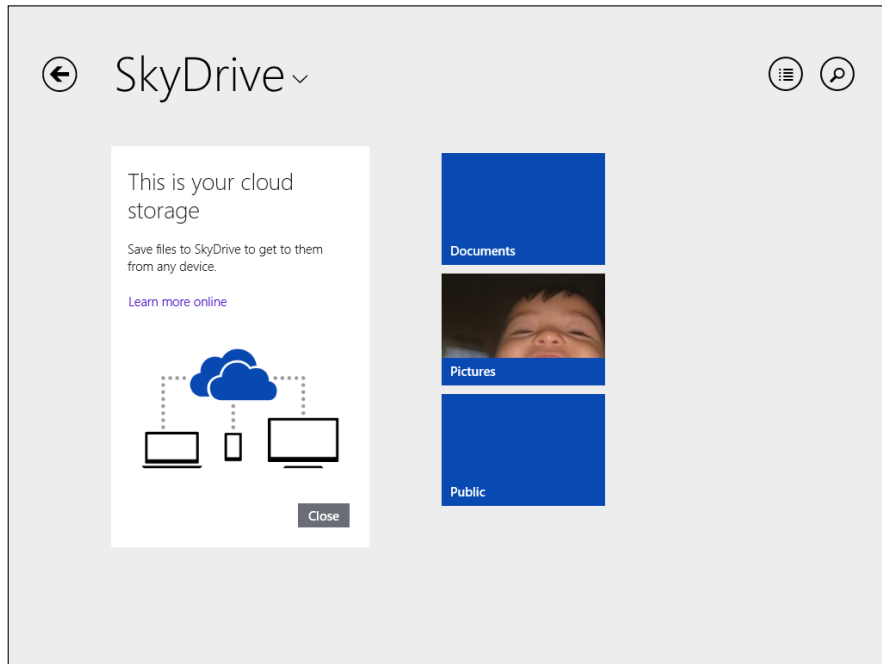 SkyDrive
This is your cloud
storage
Save files to SkyDrive to get to them
from any device.
Learn more online
Close
Documents
Pictures
Public